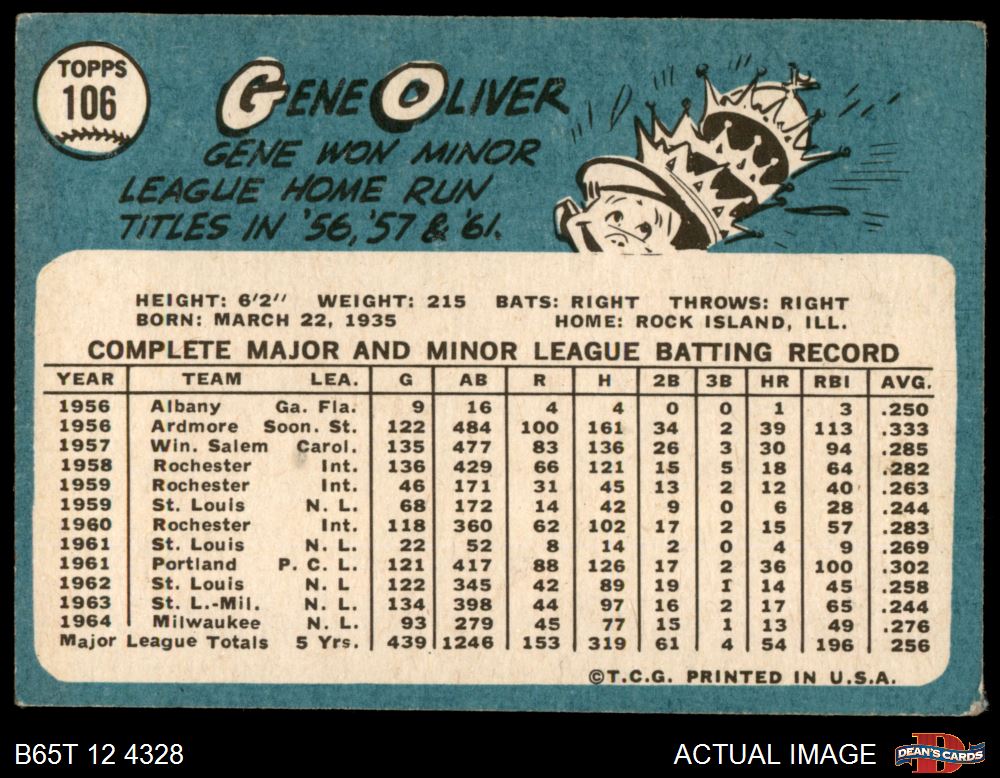 TOPPS
106
GENE OLIVER
GENE WON MINOR
LEAGUE HOME RUN
TITLES IN '56, '57 & '61.
HEIGHT: 6'2" WEIGHT: 215 BATS: RIGHT THROWS: RIGHT
BORN: MARCH 22, 1935 HOME: ROCK ISLAND, ILL.
COMPLETE MAJOR AND MINOR LEAGUE BATTING RECORD
YEAR TEAM LEA. G AB R H 2B 3B HR RBI AVG.
1956 Albany Ga. Fla. 9 16 4 4 0 0 1 3 .250
1956 Ardmore Soon. St. 122 484 100 161 34 2 39 113 .333
1957 Win. Salem Carol. 135 477 83 136 26 3 30 94 .285
1958 Rochester Int. 136 429 66 121 15 5 18 64 .282
1959 Rochester Int. 46 171 31 45 13 2 12 40 .263
1959 St. Louis N. L. 68 172 14 42 9 0 6 28 .244
1960 Rochester Int. 118 360 62 102 17 2 15 57 .283
1961 St. Louis N. L. 22 52 8 14 2 0 4 9 .269
1961 Portland P. C. L. 121 417 88 126 17 2 36 100 .302
1962 St. Louis N. L 122 345 42 89 19 1 14 45 .258
1963 St. L.-Mil. N. L. 134 398 44 97 16 2 17 65 .244
1964 Milwaukee N. L. 93 279 45 77 15 1 13 49 .276
Major League Totals 5 Yrs. 439 1246 153 319 61 4 54 196 256
©T.C.G. PRINTED IN U.S.A.
B65T 12 4328 ACTUAL IMAGE DEAN'S CARDS